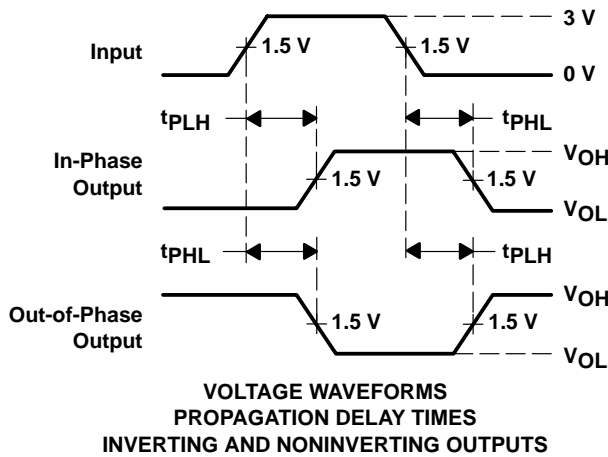 3 V
Input
1.5 V
1.5 V
0 V
tPLH
tPHL
In-Phase
Output
1.5 V
1.5 V
VOH
VOL
tPHL
tPLH
Out-of-Phase
Output
1.5 V
1.5 V
VOH
VOL
VOLTAGE WAVEFORMS
PROPAGATION DELAY TIMES
INVERTING AND NONINVERTING OUTPUTS